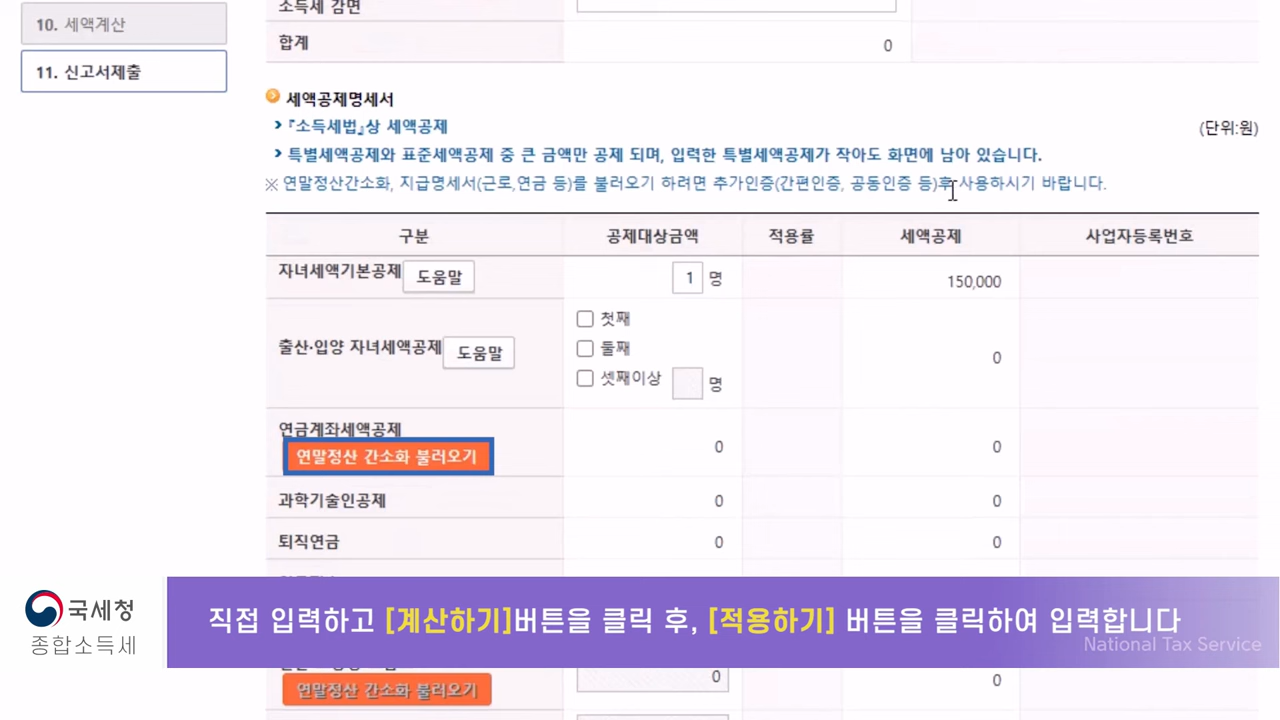 10. 세액계산
11. 신고서제출
소득세 감면
합계
0
세액공제명세서
『소득세법』상 세액공제
(단위:원)
특별세액공제와 표준세액공제 중 큰 금액만 공제 되며, 입력한 특별세액공제가 작아도 화면에 남아 있습니다.
※ 연말정산간소화, 지급명세서(근로,연금 등)를 불러오기 하려면 추가인증(간편인증, 공동인증 등)후 사용하시기 바랍니다.
구분 공제대상금액 적용률 세액공제 사업자등록번호
자녀세액기본공제 도움말 1 명 150,000
첫째
출산·입양 자녀세액공제 도움말 둘째 0
셋째이상 명
연금계좌세액공제
연말정산 간소화 불러오기 0 0
과학기술인공제 0 0
퇴직연금 0 0
직접 입력하고 [계산하기]버튼을 클릭 후, [적용하기] 버튼을 클릭하여 입력합니다
국세청
종합소득세
National Tax Service
연말정산 간소화 불러오기 0 0